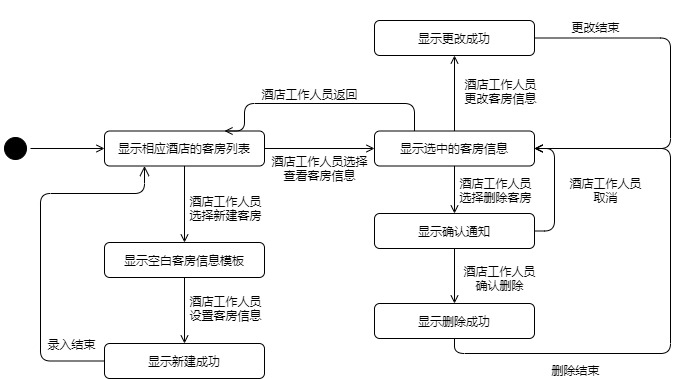 显示更改成功
更改结束
酒店工作人员
更改客房信息
酒店工作人员返回
显示相应酒店的客房列表
酒店工作人员选择
查看客房信息
显示选中的客房信息
酒店工作人员
选择新建客房
酒店工作人员
选择删除客房
酒店工作人员
取消
显示确认通知
显示空白客房信息模板
酒店工作人员
确认删除
酒店工作人员
设置客房信息
显示删除成功
录入结束
显示新建成功
删除结束